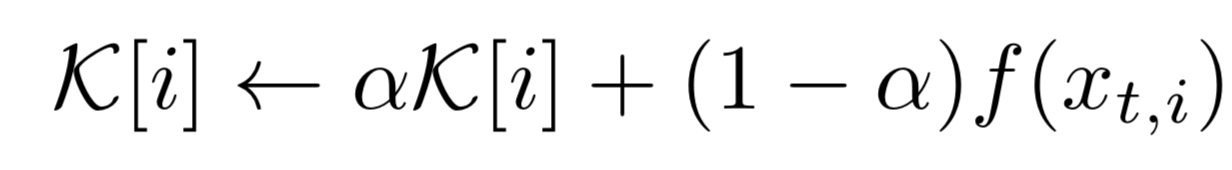 𝒦[i] ← α𝒦[i] + (1 − α)f(x_{t,i})